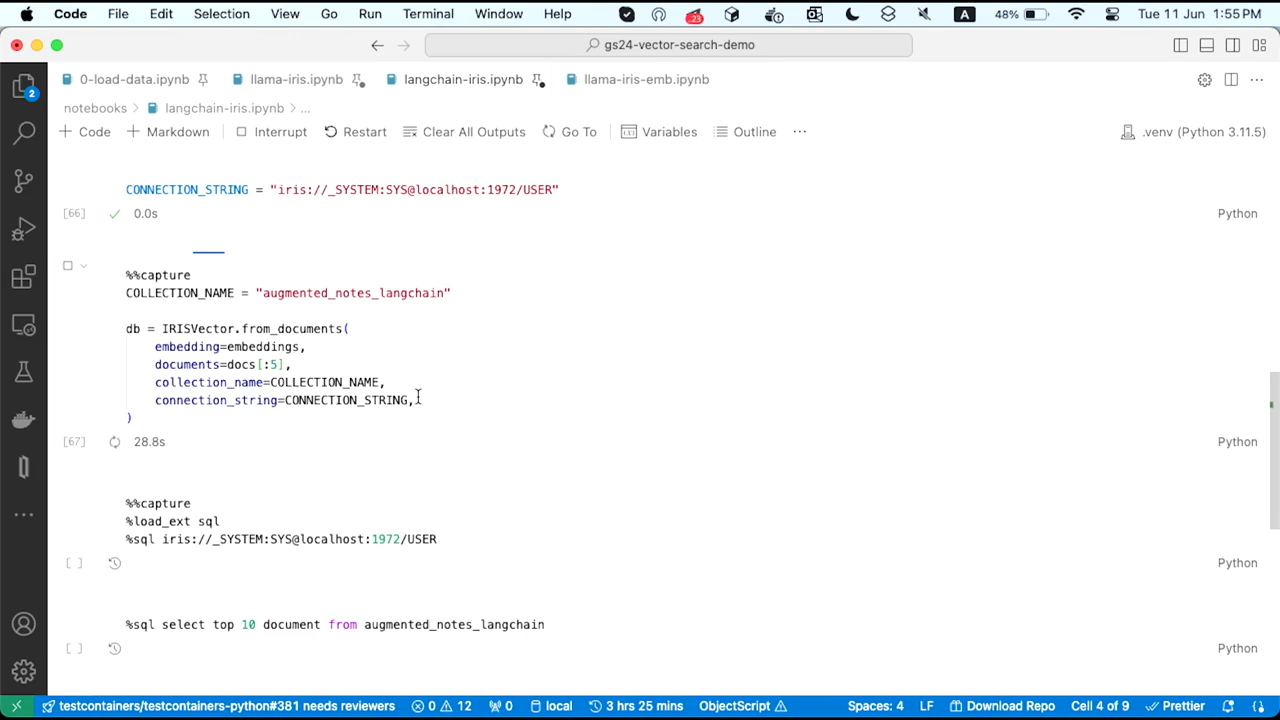 Code File Edit Selection View Go Run Terminal Window Help 23 A 48% Tue 11 Jun 1:55 PM
gs24-vector-search-demo
0-load-data.ipynb llama-iris.ipynb langchain-iris.ipynb llama-iris-emb.ipynb
2
notebooks > langchain-iris.ipynb > ...
Code Markdown Interrupt Restart Clear All Outputs Go To Variables Outline ... .venv (Python 3.11.5)
CONNECTION_STRING = "iris://_SYSTEM:SYS@localhost:1972/USER"
[66] 0.0s Python
%%capture
COLLECTION_NAME = "augmented_notes_langchain"
db = IRISVector.from_documents(
embedding=embeddings,
documents=docs[:5],
collection_name=COLLECTION_NAME,
connection_string=CONNECTION_STRING,
)
[67] 28.8s Python
%%capture
%load_ext sql
%sql iris://_SYSTEM:SYS@localhost:1972/USER
[ ] Python
%sql select top 10 document from augmented_notes_langchain
[ ] Python
testcontainers/testcontainers-python#381 needs reviewers 0 12 0 local 3 hrs 25 mins ObjectScript Spaces: 4 LF Download Repo Cell 4 of 9 Prettier